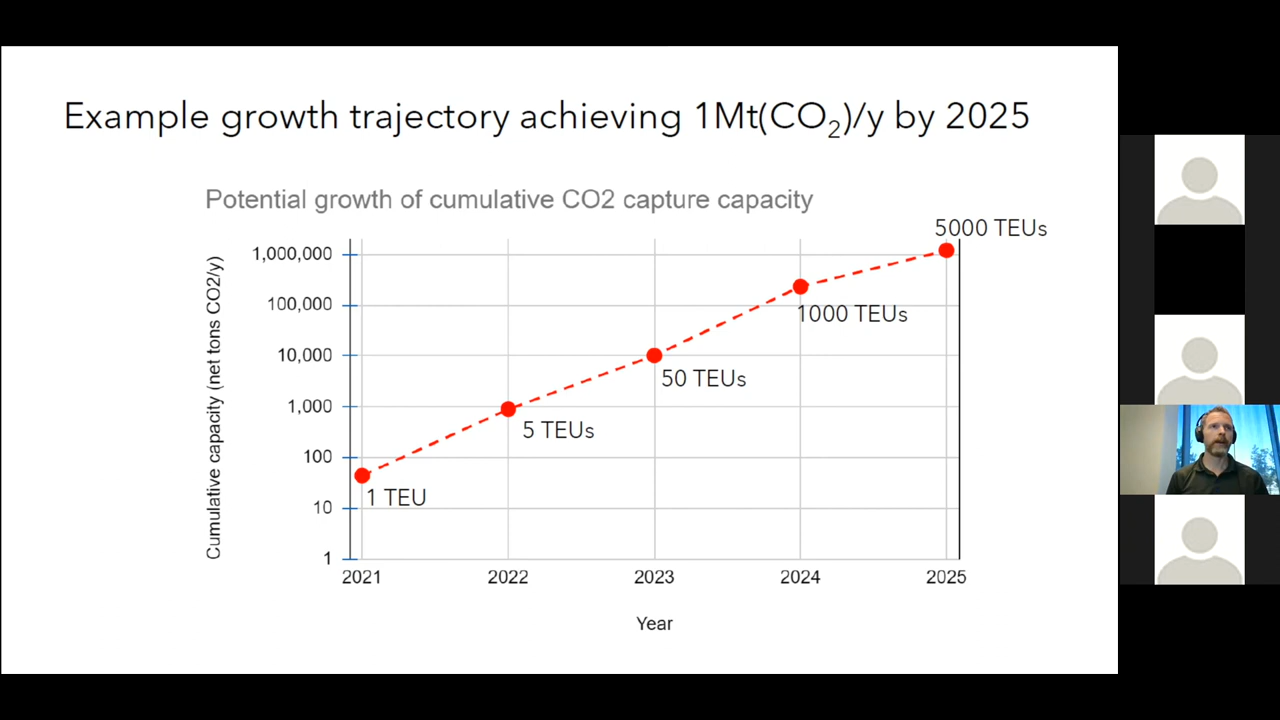 Example growth trajectory achieving 1Mt(CO₂)/y by 2025
Potential growth of cumulative CO2 capture capacity
5000 TEUs
1,000,000
100,000
1000 TEUs
10,000
50 TEUs
1,000
5 TEUs
100
1 TEU
10
1
Cumulative capacity (net tons CO2/y)
2021
2022
2023
2024
2025
Year